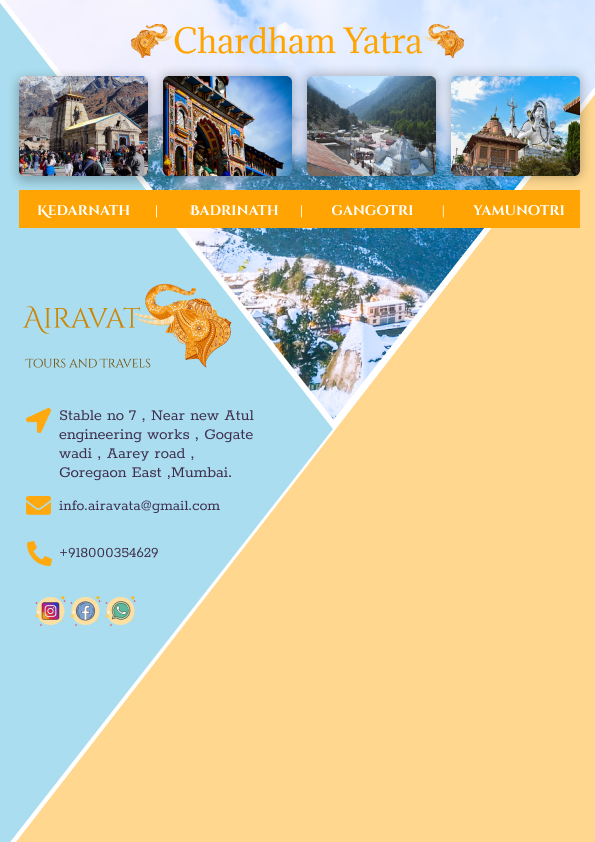 Chardham Yatra
KEDARNATH | BADRINATH | GANGOTRI | YAMUNOTRI
AIRAVAT
TOURS AND TRAVELS
Stable no 7 , Near new Atul
engineering works , Gogate
wadi , Aarey road ,
Goregaon East ,Mumbai.
info.airavata@gmail.com
+918000354629